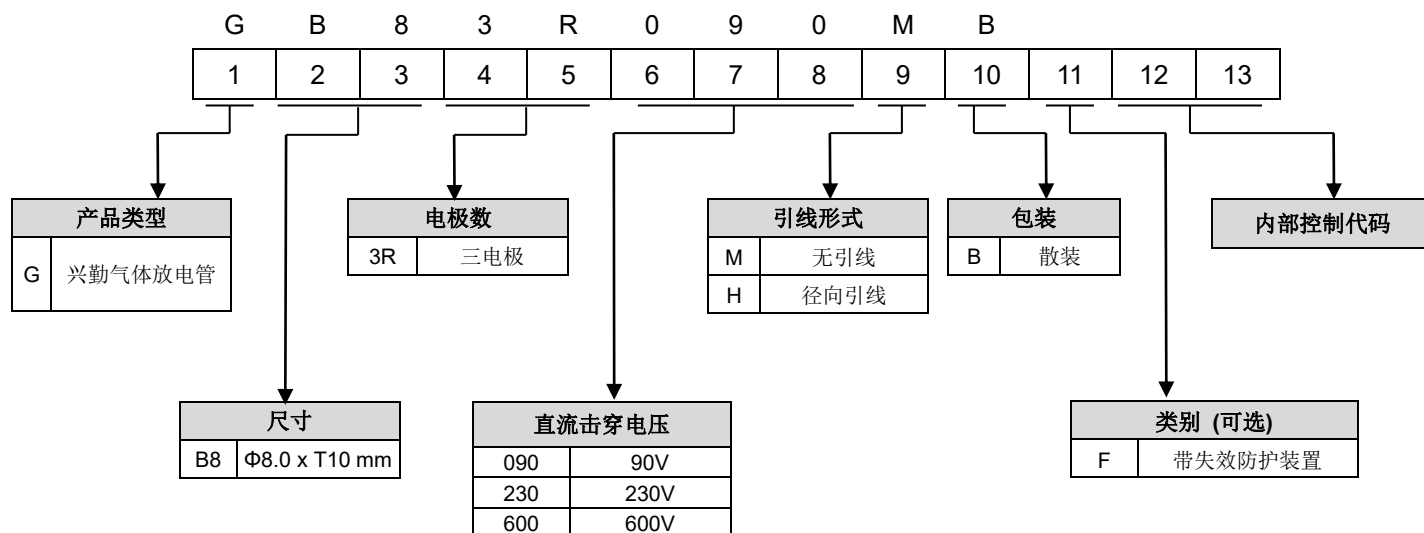 G B 8 3 R 0 9 0 M B
1 2 3 4 5 6 7 8 9 10 11 12 13
产品类型
G 兴勤气体放电管
电极数
3R 三电极
引线形式
M 无引线
H 径向引线
包装
B 散装
内部控制代码
尺寸
B8 Φ8.0 x T10 mm
直流击穿电压
090 90V
230 230V
600 600V
类别 (可选)
F 带失效防护装置